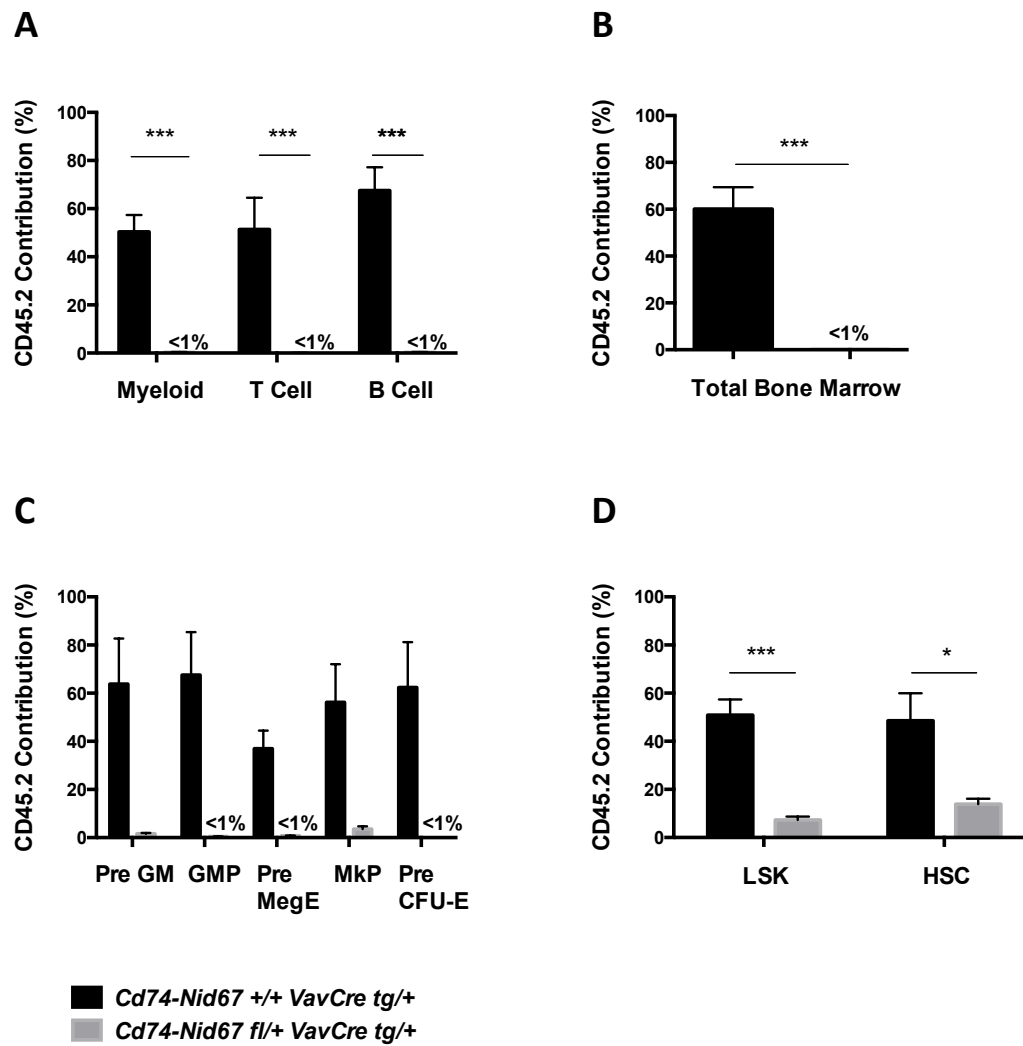 A
CD45.2 Contribution (%)
100
80
60
40
20
0
***
***
***
<1%
<1%
<1%
Myeloid
T Cell
B Cell
B
CD45.2 Contribution (%)
100
80
60
40
20
0
***
<1%
Total Bone Marrow
C
CD45.2 Contribution (%)
100
80
60
40
20
0
<1%
<1%
<1%
Pre GM
GMP
Pre
MegE
MkP
Pre
CFU-E
D
CD45.2 Contribution (%)
100
80
60
40
20
0
***
*
LSK
HSC
Cd74-Nid67 +/+ VavCre tg/+
Cd74-Nid67 fl/+ VavCre tg/+